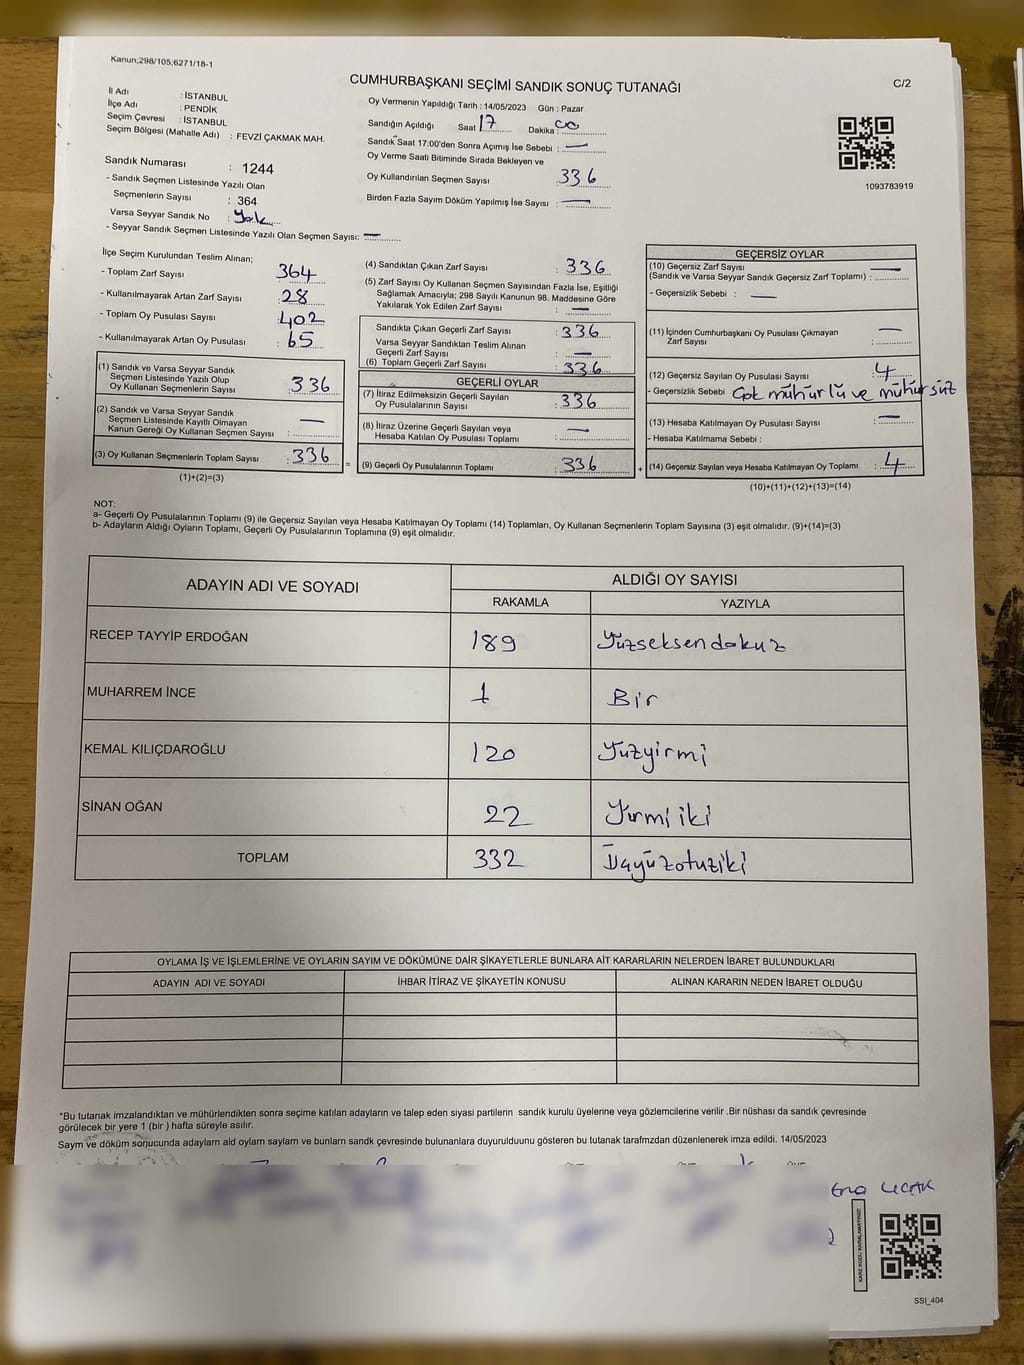 Kanun;298/105;6271/18-1
CUMHURBAŞKANI SEÇİMİ SANDIK SONUÇ TUTANAĞI
C/2
İl Adı : İSTANBUL
İlçe Adı : PENDİK
Seçim Çevresi : İSTANBUL
Seçim Bölgesi (Mahalle Adı) : FEVZİ ÇAKMAK MAH.
Sandık Numarası : 1244
- Sandık Seçmen Listesinde Yazılı Olan
Seçmenlerin Sayısı : 364
Varsa Seyyar Sandık No : Yok
- Seyyar Sandık Seçmen Listesinde Yazılı Olan Seçmen Sayısı: —
Oy Vermenin Yapıldığı Tarih : 14/05/2023 Gün : Pazar
Sandığın Açıldığı Saat 17 Dakika : 00
Sandık Saat 17:00'den Sonra Açımış İse Sebebi : —
Oy Verme Saati Bitiminde Sırada Bekleyen ve
Oy Kullandırılan Seçmen Sayısı 336
Birden Fazla Sayım Döküm Yapılmış İse Sayısı : —
1093783919
İlçe Seçim Kurulundan Teslim Alınan;
- Toplam Zarf Sayısı 364
- Kullanılmayarak Artan Zarf Sayısı : 28
- Toplam Oy Pusulası Sayısı : 402
- Kullanılmayarak Artan Oy Pusulası : 65
(1) Sandık ve Varsa Seyyar Sandık
Seçmen Listesinde Yazılı Olup
Oy Kullanan Seçmenlerin Sayısı : 336
(2) Sandık ve Varsa Seyyar Sandık
Seçmen Listesinde Kayıtlı Olmayan
Kanun Gereği Oy Kullanan Seçmen Sayısı : —
(3) Oy Kullanan Seçmenlerin Toplam Sayısı : 336
(1)+(2)=(3)
(4) Sandıktan Çıkan Zarf Sayısı : 336
(5) Zarf Sayısı Oy Kullanan Seçmen Sayısından Fazla İse, Eşitliği
Sağlamak Amacıyla; 298 Sayılı Kanunun 98. Maddesine Göre
Yakılarak Yok Edilen Zarf Sayısı : —
Sandıkta Çıkan Geçerli Zarf Sayısı : 336
Varsa Seyyar Sandıktan Teslim Alınan
Geçerli Zarf Sayısı : —
(6) Toplam Geçerli Zarf Sayısı : 336
GEÇERLİ OYLAR
(7) İtiraz Edilmeksizin Geçerli Sayılan
Oy Pusulalarının Sayısı : 336
(8) İtiraz Üzerine Geçerli Sayılan veya
Hesaba Katılan Oy Pusulası Toplamı : —
= (9) Geçerli Oy Pusulalarının Toplamı : 336 +
GEÇERSİZ OYLAR
(10) Geçersiz Zarf Sayısı —
(Sandık ve Varsa Seyyar Sandık Geçersiz Zarf Toplamı) :
- Geçersizlik Sebebi : —
(11) İçinden Cumhurbaşkanı Oy Pusulası Çıkmayan
Zarf Sayısı : —
(12) Geçersiz Sayılan Oy Pusulası Sayısı : 4
- Geçersizlik Sebebi Çok mühürlü ve mühürsüz
(13) Hesaba Katılmayan Oy Pusulası Sayısı : —
- Hesaba Katılmama Sebebi :
(14) Geçersiz Sayılan veya Hesaba Katılmayan Oy Toplamı : 4
(10)+(11)+(12)+(13)=(14)
NOT:
a- Geçerli Oy Pusulalarının Toplamı (9) ile Geçersiz Sayılan veya Hesaba Katılmayan Oy Toplamı (14) Toplamları, Oy Kullanan Seçmenlerin Toplam Sayısına (3) eşit olmalıdır. (9)+(14)=(3)
b- Adayların Aldığı Oyların Toplamı, Geçerli Oy Pusulalarının Toplamına (9) eşit olmalıdır.
ADAYIN ADI VE SOYADI
ALDIĞI OY SAYISI
RAKAMLA YAZIYLA
RECEP TAYYİP ERDOĞAN 189 Yüzseksendokuz
MUHARREM İNCE 1 Bir
KEMAL KILIÇDAROĞLU 120 Yüzyirmi
SİNAN OĞAN 22 Yirmiiki
TOPLAM 332 Üçyüzotuziki
OYLAMA İŞ VE İŞLEMLERİNE VE OYLARIN SAYIM VE DÖKÜMÜNE DAİR ŞİKAYETLERLE BUNLARA AİT KARARLARIN NELERDEN İBARET BULUNDUKLARI
ADAYIN ADI VE SOYADI İHBAR İTİRAZ VE ŞİKAYETİN KONUSU ALINAN KARARIN NEDEN İBARET OLDUĞU
*Bu tutanak imzalandıktan ve mühürlendikten sonra seçime katılan adayların ve talep eden siyasi partilerin sandık kurulu üyelerine veya gözlemcilerine verilir .Bir nüshası da sandık çevresinde
görülecek bir yere 1 (bir ) hafta süreyle asılır.
Saym ve döküm sonucunda adaylarn ald oylarn saylarn ve bunlarn sandk çevresinde bulunanlara duyurulduunu gösteren bu tutanak tarafmzdan düzenlenerek imza edildi. 14/05/2023
SSI_404